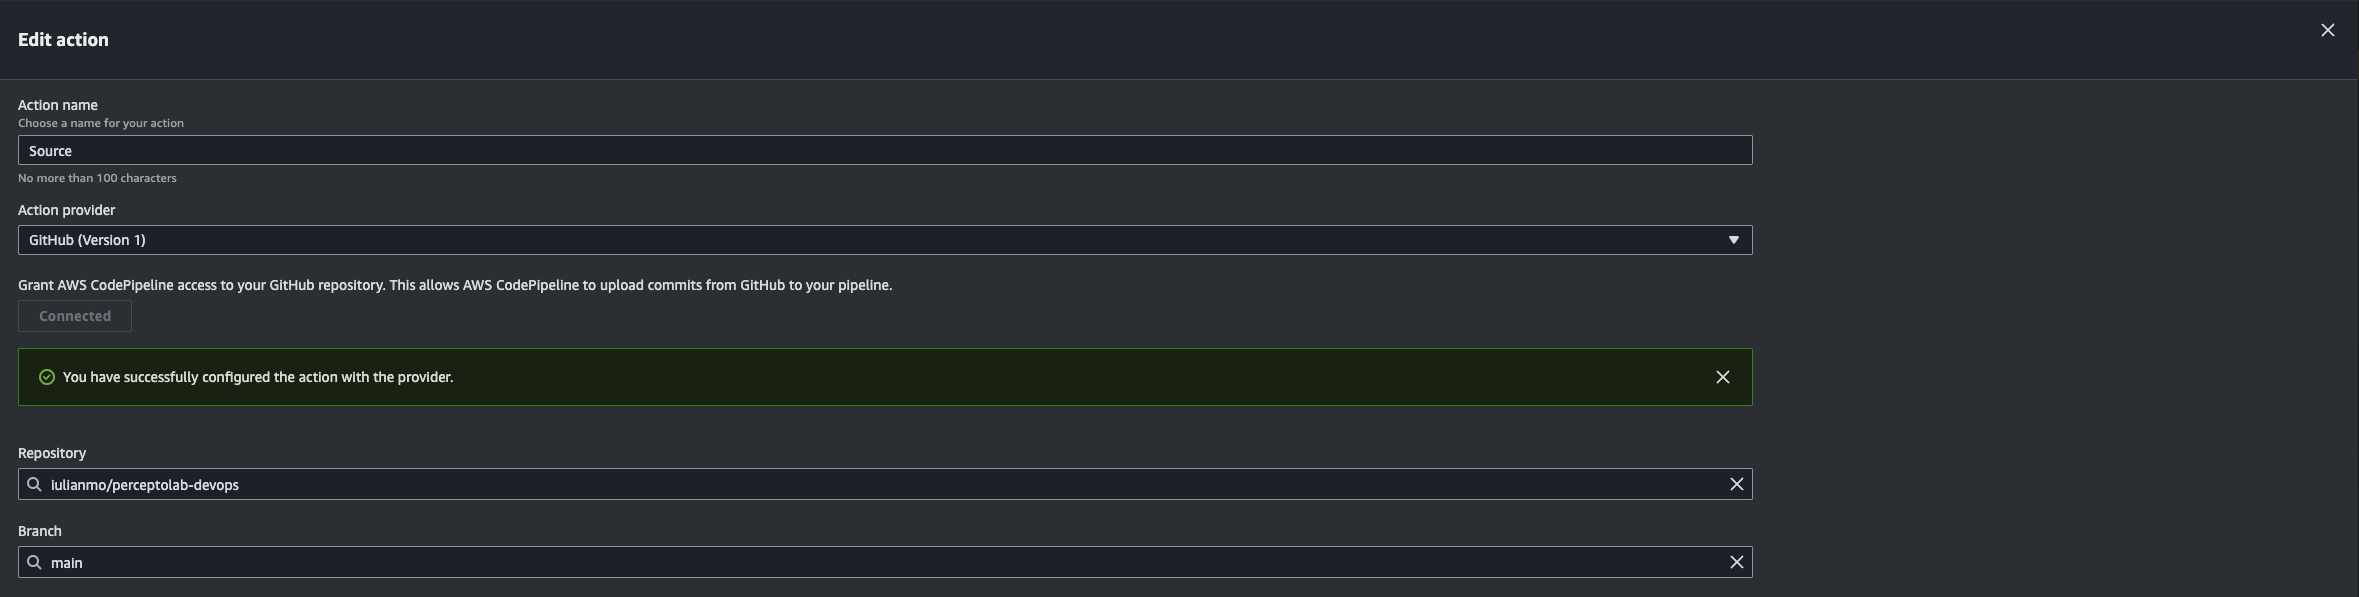 Edit action
Action name
Choose a name for your action
Source
No more than 100 characters
Action provider
GitHub (Version 1)
Grant AWS CodePipeline access to your GitHub repository. This allows AWS CodePipeline to upload commits from GitHub to your pipeline.
Connected
You have successfully configured the action with the provider.
Repository
iulianmo/perceptolab-devops
Branch
main